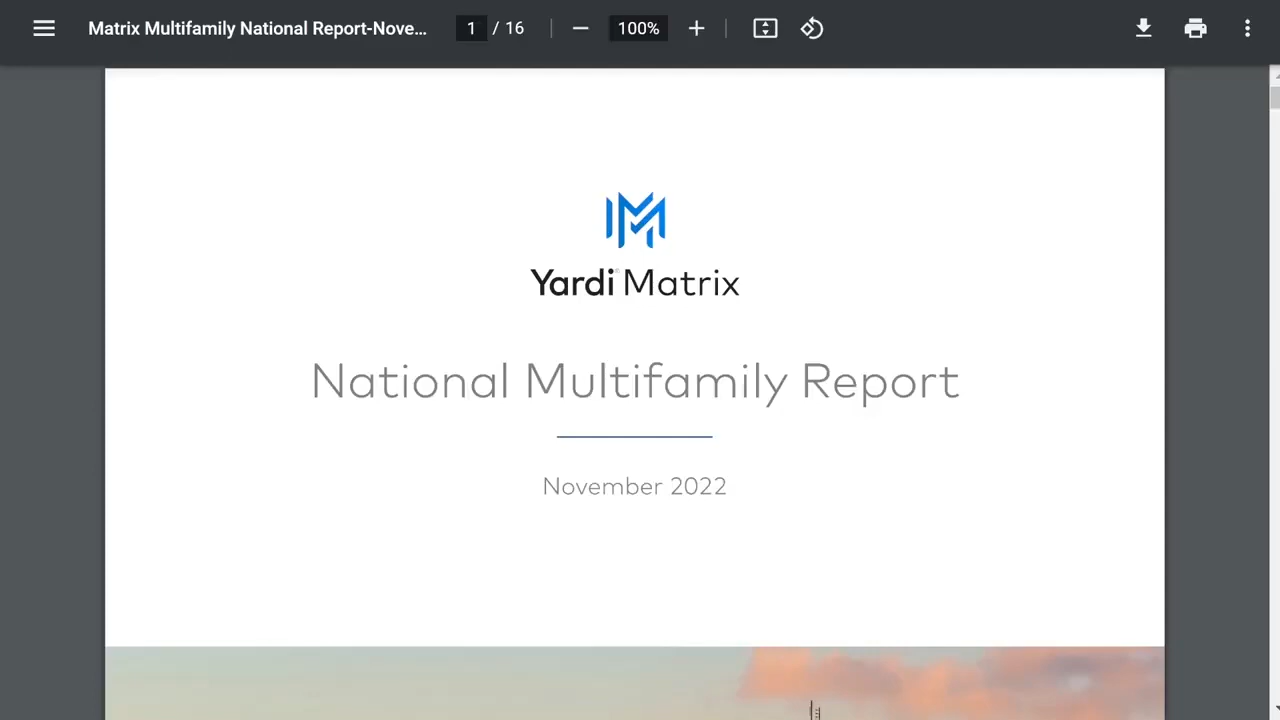 Matrix Multifamily National Report-Nove...
1 / 16
100%
Yardi Matrix
National Multifamily Report
November 2022